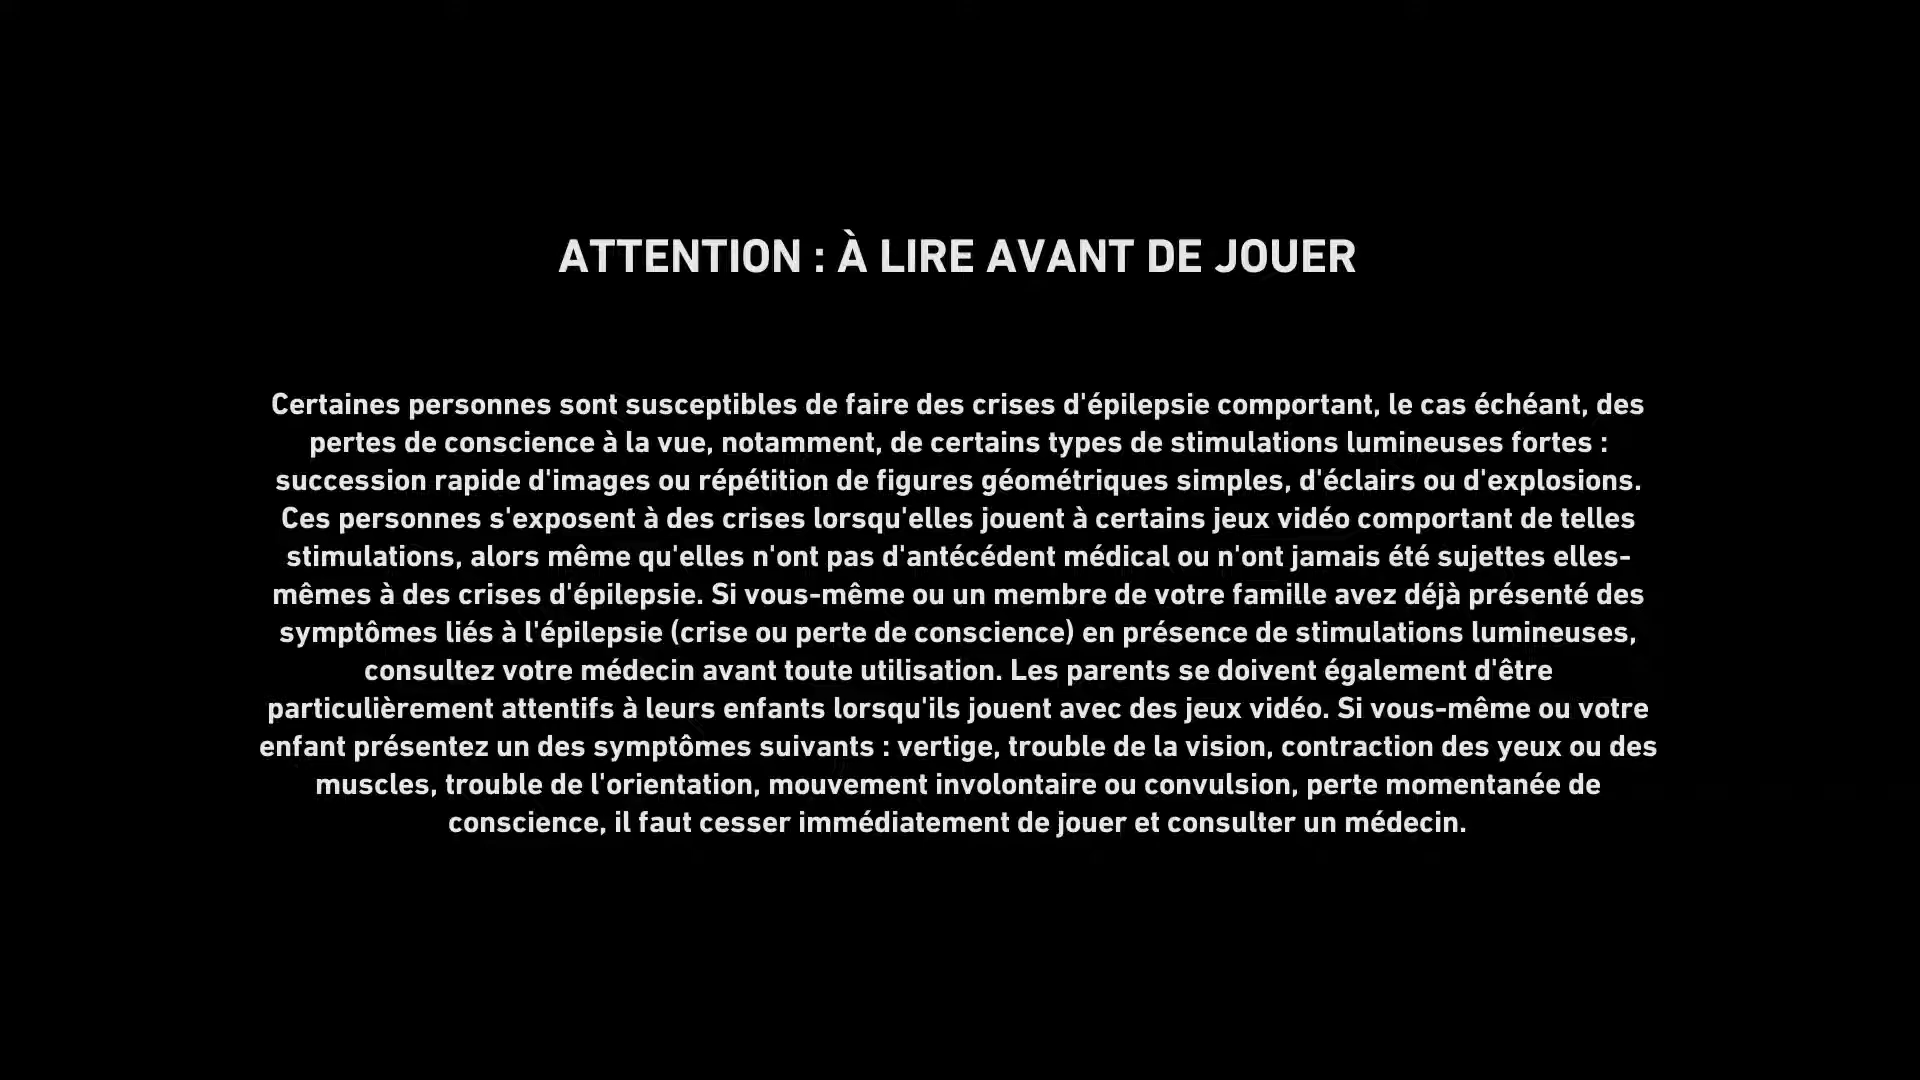 ATTENTION : À LIRE AVANT DE JOUER
Certaines personnes sont susceptibles de faire des crises d'épilepsie comportant, le cas échéant, des
pertes de conscience à la vue, notamment, de certains types de stimulations lumineuses fortes :
succession rapide d'images ou répétition de figures géométriques simples, d'éclairs ou d'explosions.
Ces personnes s'exposent à des crises lorsqu'elles jouent à certains jeux vidéo comportant de telles
stimulations, alors même qu'elles n'ont pas d'antécédent médical ou n'ont jamais été sujettes elles-
mêmes à des crises d'épilepsie. Si vous-même ou un membre de votre famille avez déjà présenté des
symptômes liés à l'épilepsie (crise ou perte de conscience) en présence de stimulations lumineuses,
consultez votre médecin avant toute utilisation. Les parents se doivent également d'être
particulièrement attentifs à leurs enfants lorsqu'ils jouent avec des jeux vidéo. Si vous-même ou votre
enfant présentez un des symptômes suivants : vertige, trouble de la vision, contraction des yeux ou des
muscles, trouble de l'orientation, mouvement involontaire ou convulsion, perte momentanée de
conscience, il faut cesser immédiatement de jouer et consulter un médecin.